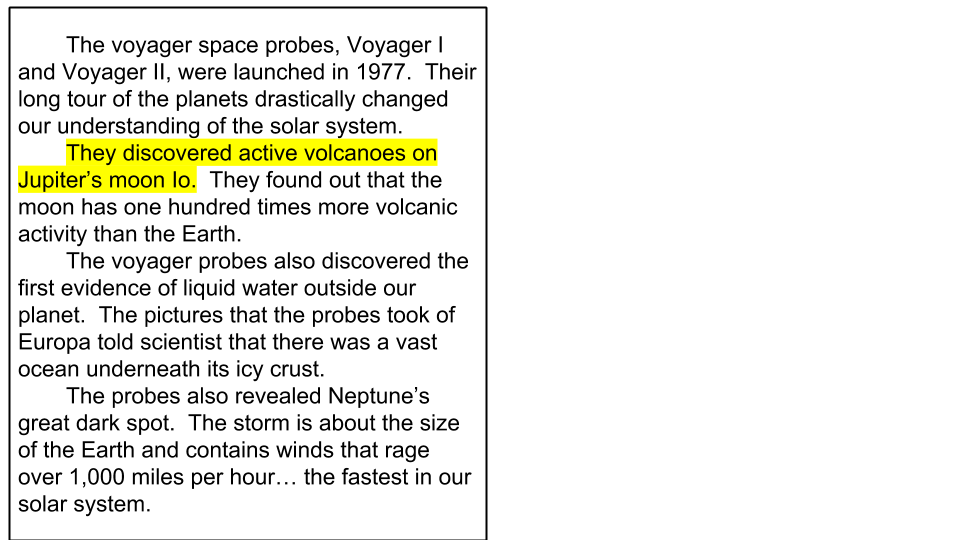 The voyager space probes, Voyager I
and Voyager II, were launched in 1977.  Their
long tour of the planets drastically changed
our understanding of the solar system.
They discovered active volcanoes on
Jupiter’s moon Io.  They found out that the
moon has one hundred times more volcanic
activity than the Earth.
The voyager probes also discovered the
first evidence of liquid water outside our
planet.  The pictures that the probes took of
Europa told scientist that there was a vast
ocean underneath its icy crust.
The probes also revealed Neptune’s
great dark spot.  The storm is about the size
of the Earth and contains winds that rage
over 1,000 miles per hour… the fastest in our
solar system.